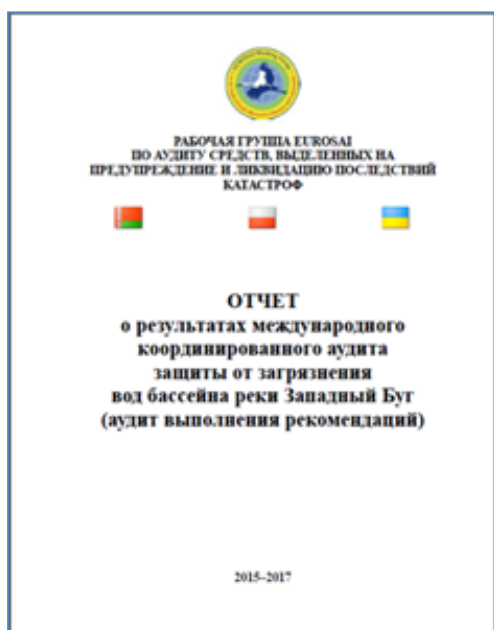 РАБОЧАЯ ГРУППА EUROSAI
ПО АУДИТУ СРЕДСТВ, ВЫДЕЛЕННЫХ НА
ПРЕДУПРЕЖДЕНИЕ И ЛИКВИДАЦИЮ ПОСЛЕДСТВИЙ
КАТАСТРОФ
ОТЧЕТ
о результатах международного
координированного аудита
защиты от загрязнения
вод бассейна реки Западный Буг
(аудит выполнения рекомендаций)
2015–2017